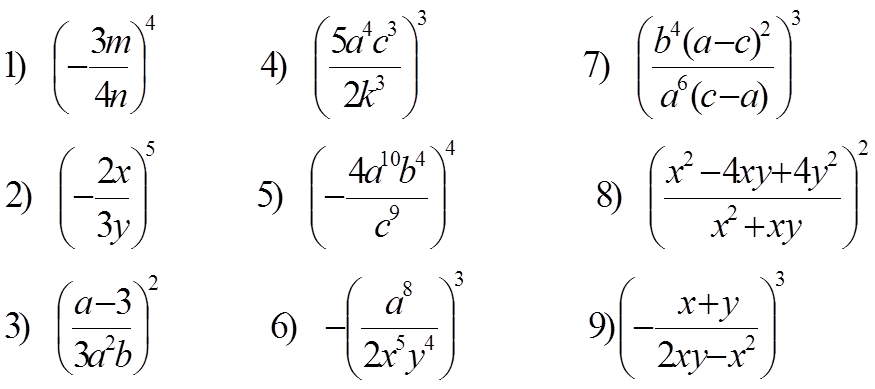 1) (-3m/4n)^4 4) (5a^4c^3/2k^3)^3 7) (b^4(a-c)^2/a^6(c-a))^3
2) (-2x/3y)^5 5) (-4a^10b^4/c^9)^4 8) (x^2-4xy+4y^2/x^2+xy)^2
3) (a-3/3a^2b)^2 6) -(a^8/2x^5y^4)^3 9) (-x+y/2xy-x^2)^3